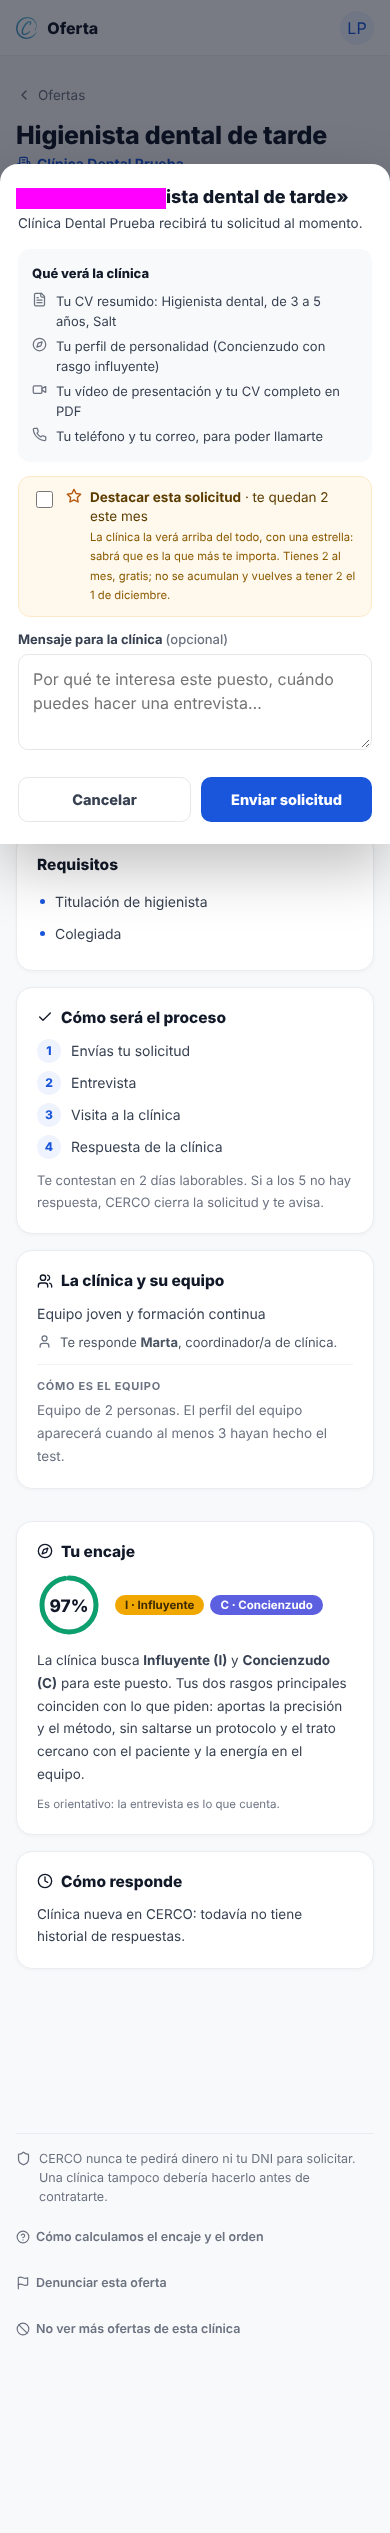 Oferta
LP
Ofertas
Higienista dental de tarde
Clínica Dental Prueba
ista dental de tarde»
Clínica Dental Prueba recibirá tu solicitud al momento.
Qué verá la clínica
Tu CV resumido: Higienista dental, de 3 a 5
años, Salt
Tu perfil de personalidad (Concienzudo con
rasgo influyente)
Tu vídeo de presentación y tu CV completo en
PDF
Tu teléfono y tu correo, para poder llamarte
Destacar esta solicitud · te quedan 2
este mes
La clínica la verá arriba del todo, con una estrella:
sabrá que es la que más te importa. Tienes 2 al
mes, gratis; no se acumulan y vuelves a tener 2 el
1 de diciembre.
Mensaje para la clínica (opcional)
Por qué te interesa este puesto, cuándo
puedes hacer una entrevista...
Cancelar
Enviar solicitud
Requisitos
• Titulación de higienista
• Colegiada
Cómo será el proceso
1 Envías tu solicitud
2 Entrevista
3 Visita a la clínica
4 Respuesta de la clínica
Te contestan en 2 días laborables. Si a los 5 no hay
respuesta, CERCO cierra la solicitud y te avisa.
La clínica y su equipo
Equipo joven y formación continua
Te responde Marta, coordinador/a de clínica.
CÓMO ES EL EQUIPO
Equipo de 2 personas. El perfil del equipo
aparecerá cuando al menos 3 hayan hecho el
test.
Tu encaje
97%
I · Influyente
C · Concienzudo
La clínica busca Influyente (I) y Concienzudo
(C) para este puesto. Tus dos rasgos principales
coinciden con lo que piden: aportas la precisión
y el método, sin saltarse un protocolo y el trato
cercano con el paciente y la energía en el
equipo.
Es orientativo: la entrevista es lo que cuenta.
Cómo responde
Clínica nueva en CERCO: todavía no tiene
historial de respuestas.
CERCO nunca te pedirá dinero ni tu DNI para solicitar.
Una clínica tampoco debería hacerlo antes de
contratarte.
Cómo calculamos el encaje y el orden
Denunciar esta oferta
No ver más ofertas de esta clínica